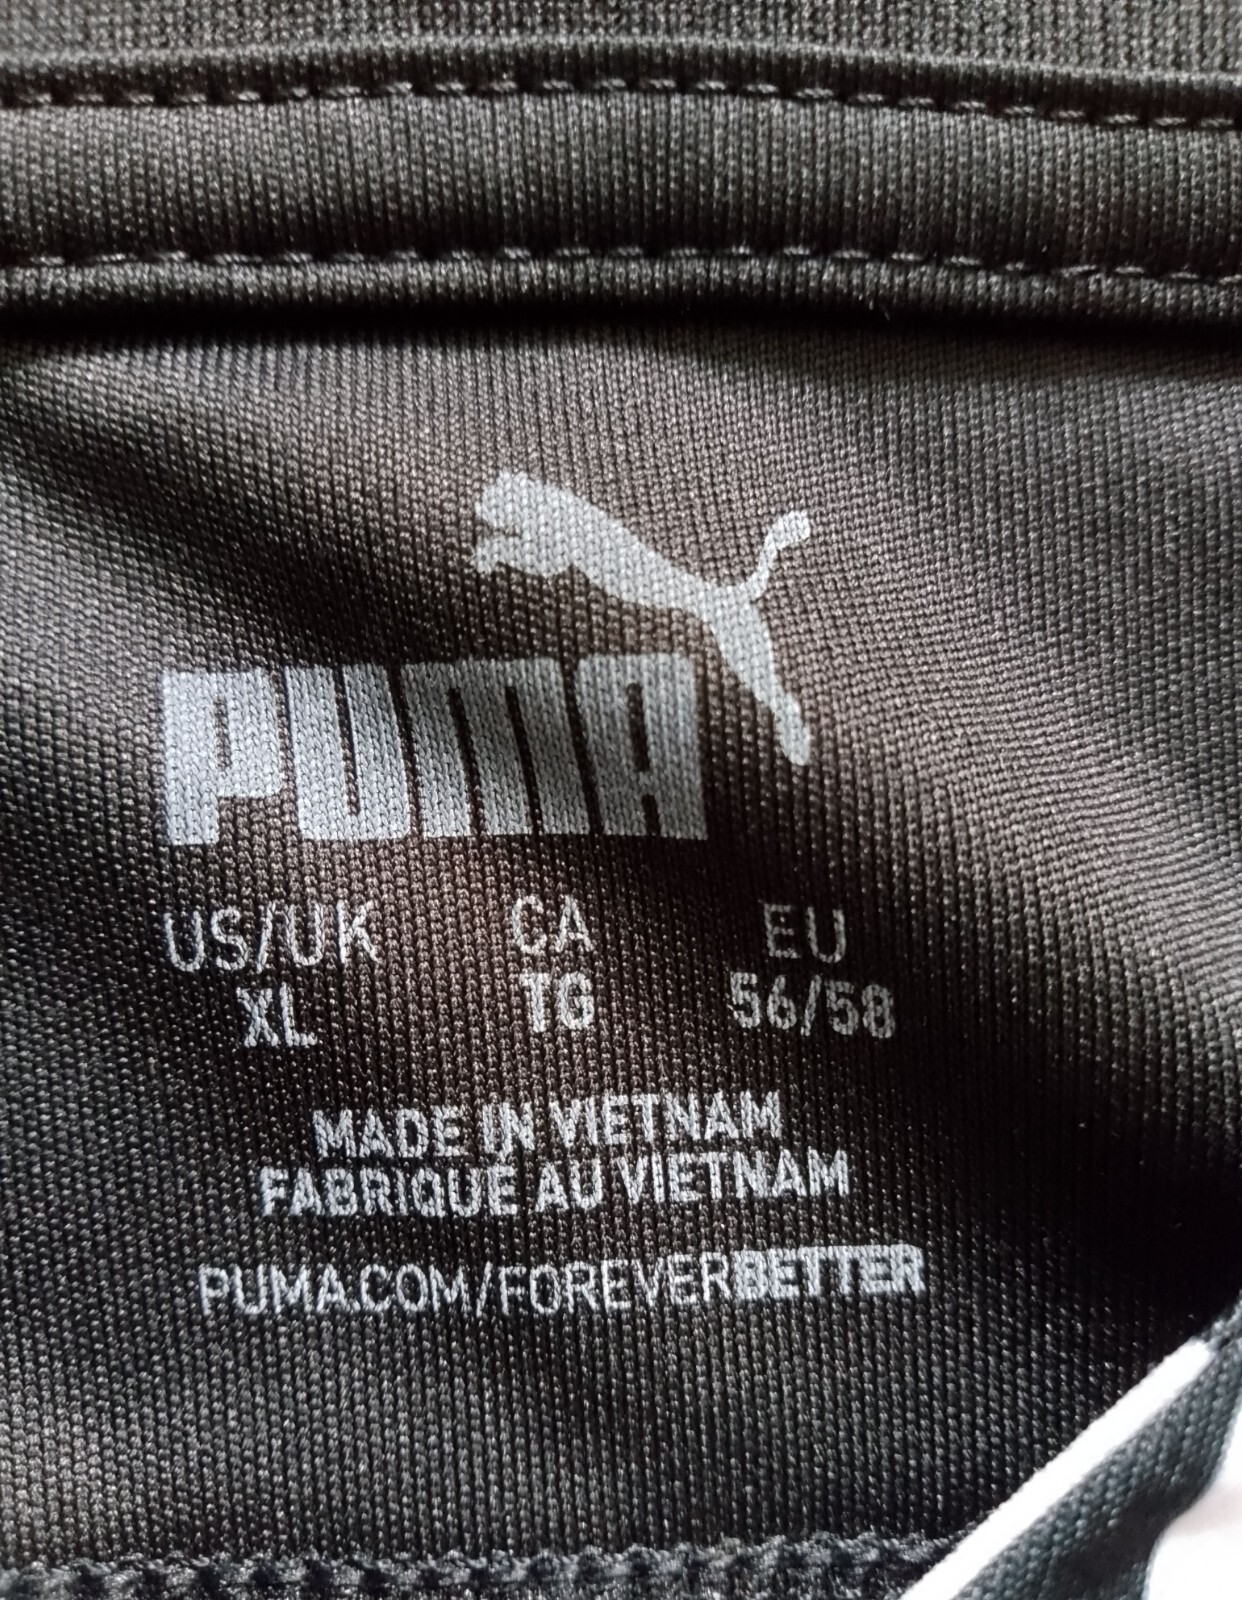 PUMA
US/UK CA EU
XL TG 56/58
MADE IN VIETNAM
FABRIQUÉ AU VIETNAM
PUMA.COM/FOREVERBETTER